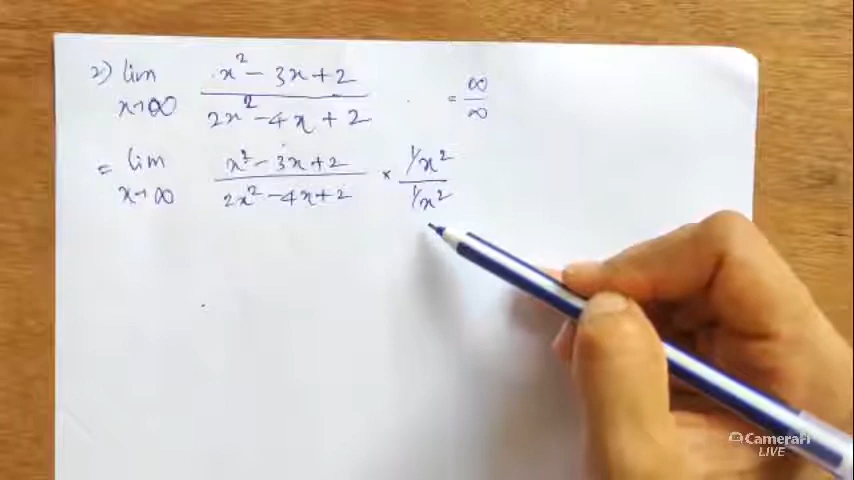 2) lim x→∞ (x² - 3x + 2)/(2x² - 4x + 2) = ∞/∞
= lim x→∞ (x² - 3x + 2)/(2x² - 4x + 2) × (1/x²)/(1/x²)
CameraFi
LIVE